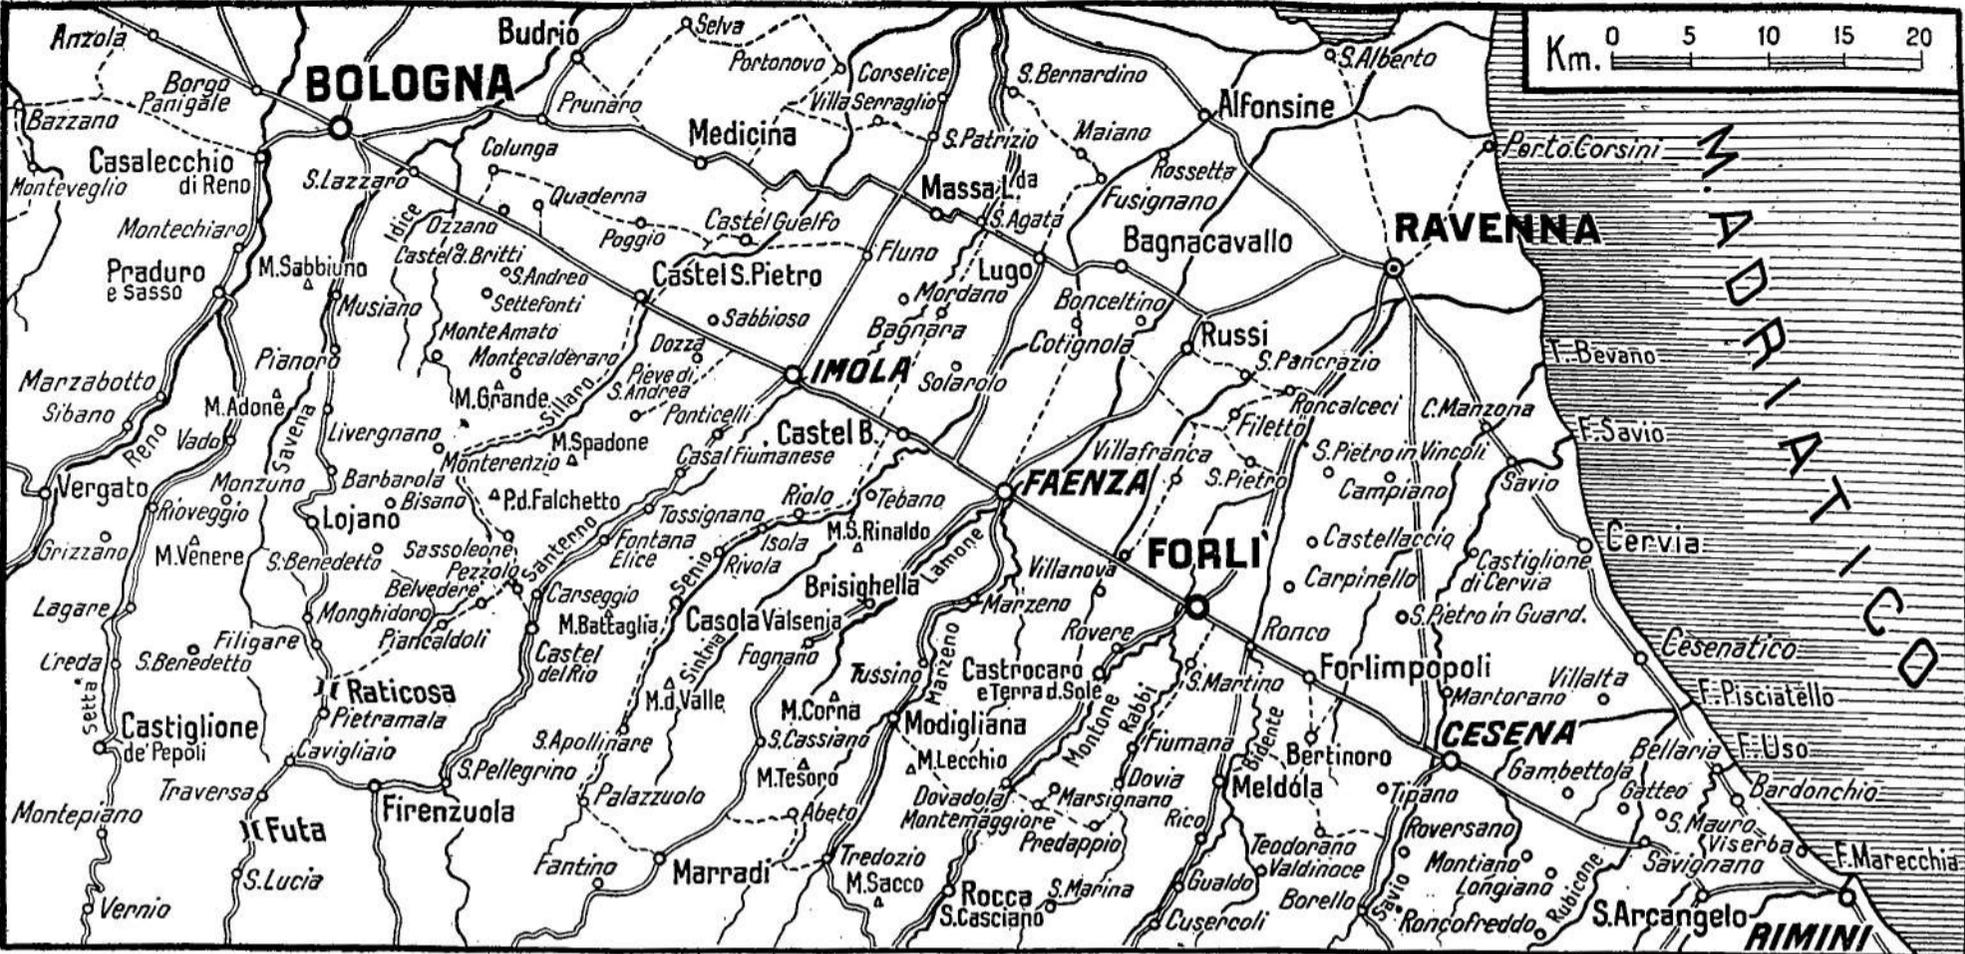 Anzola
Borgo
Panigale
Bazzano
Monteveglio
BOLOGNA
Budrio
Selva
Portonovo
Prunaro
Corselice
Villa Serraglio
S. Bernardino
S. Alberto
Km.
0 5 10 15 20
Alfonsine
Medicina
S. Patrizio
Maiano
Rossetta
Porto Corsini
M. ADRIATICO
Casalecchio
di Reno
S. Lazzaro
Colunga
Quaderna
Massa L.da
Fusignano
Idice
Ozzano
Poggio
Castel Guelfo
S. Agata
RAVENNA
Montechiaro
Castel d. Britti
S. Andreo
Fluno
Bagnacavallo
Praduro
e Sasso
M. Sabbiuno
Settefonti
Castel S. Pietro
Lugo
Musiano
Sabbioso
Mordano
Bonceltino
Monte Amato
Bagnara
Cotignola
Russi
Pianoro
Montecalderaro
Dozza
S. Pancrazio
T. Bevano
Marzabotto
Sibano
M. Adone
M. Grande
Sillaro
Pieve di
S. Andrea
IMOLA
Solarolo
Roncalceci
C. Manzona
Reno
Vado
Savena
Livergnano
Ponticelli
Castel B.
Filetto
F. Savio
M. Spadone
Monterenzio
Casal Fiumanese
Villafranca
S. Pietro in Vincoli
Vergato
Monzuno
Barbarola
Bisano
P.d. Falchetto
Riolo
Tebano
FAENZA
S. Pietro
Campiano
Savio
Rioveggio
Lojano
Tossignano
M.S. Rinaldo
Grizzano
M. Venere
S. Benedetto
Sassoleone
Santerno
Fontana
Elice
Isola
Rivola
Senio
Lamone
FORLI'
Castellaccio
Cervia
Pezzolo
Belvedere
Villanova
Carpinello
Castiglione
di Cervia
Lagare
Monghidoro
Carseggio
Brisighella
Marzeno
S. Pietro in Guard.
Piancaldoli
M. Battaglia
Casola Valsenia
Filigare
Rovere
Ronco
Creda
S. Benedetto
Castel
del Rio
Sintria
Fognano
Tussino
Marzeno
Castrocaro
e Terra d. Sole
S. Martino
Forlimpopoli
Cesenatico
Setta
Raticosa
M.d. Valle
Villalta
Martorano
F. Pisciatello
Castiglione
de' Pepoli
Pietramala
M. Corna
Modigliana
Montone
Rabbi
Bidente
CESENA
Cavigliaio
S. Apollinare
S. Cassiano
Fiumana
Bertinoro
Bellaria
F. Uso
S. Pellegrino
M. Tesoro
M. Lecchio
Dovia
Meldola
Gambettola
Traversa
Palazzuolo
Dovadola
Marsignano
Tipano
Gatteo
Bardonchio
Montepiano
Futa
Firenzuola
Abeto
Montemaggiore
Predappio
Rico
Roversano
S. Mauro
Viserba
Teodorano
Valdinoce
Montiano
Savignano
F. Marecchia
Fantino
Marradi
Tredozio
M. Sacco
Gualdo
Longiano
S. Lucia
Rocca
S. Casciano
S. Marina
Borello
Savio
Rubicone
Vernio
Cusercoli
Roncofreddo
S. Arcangelo
RIMINI